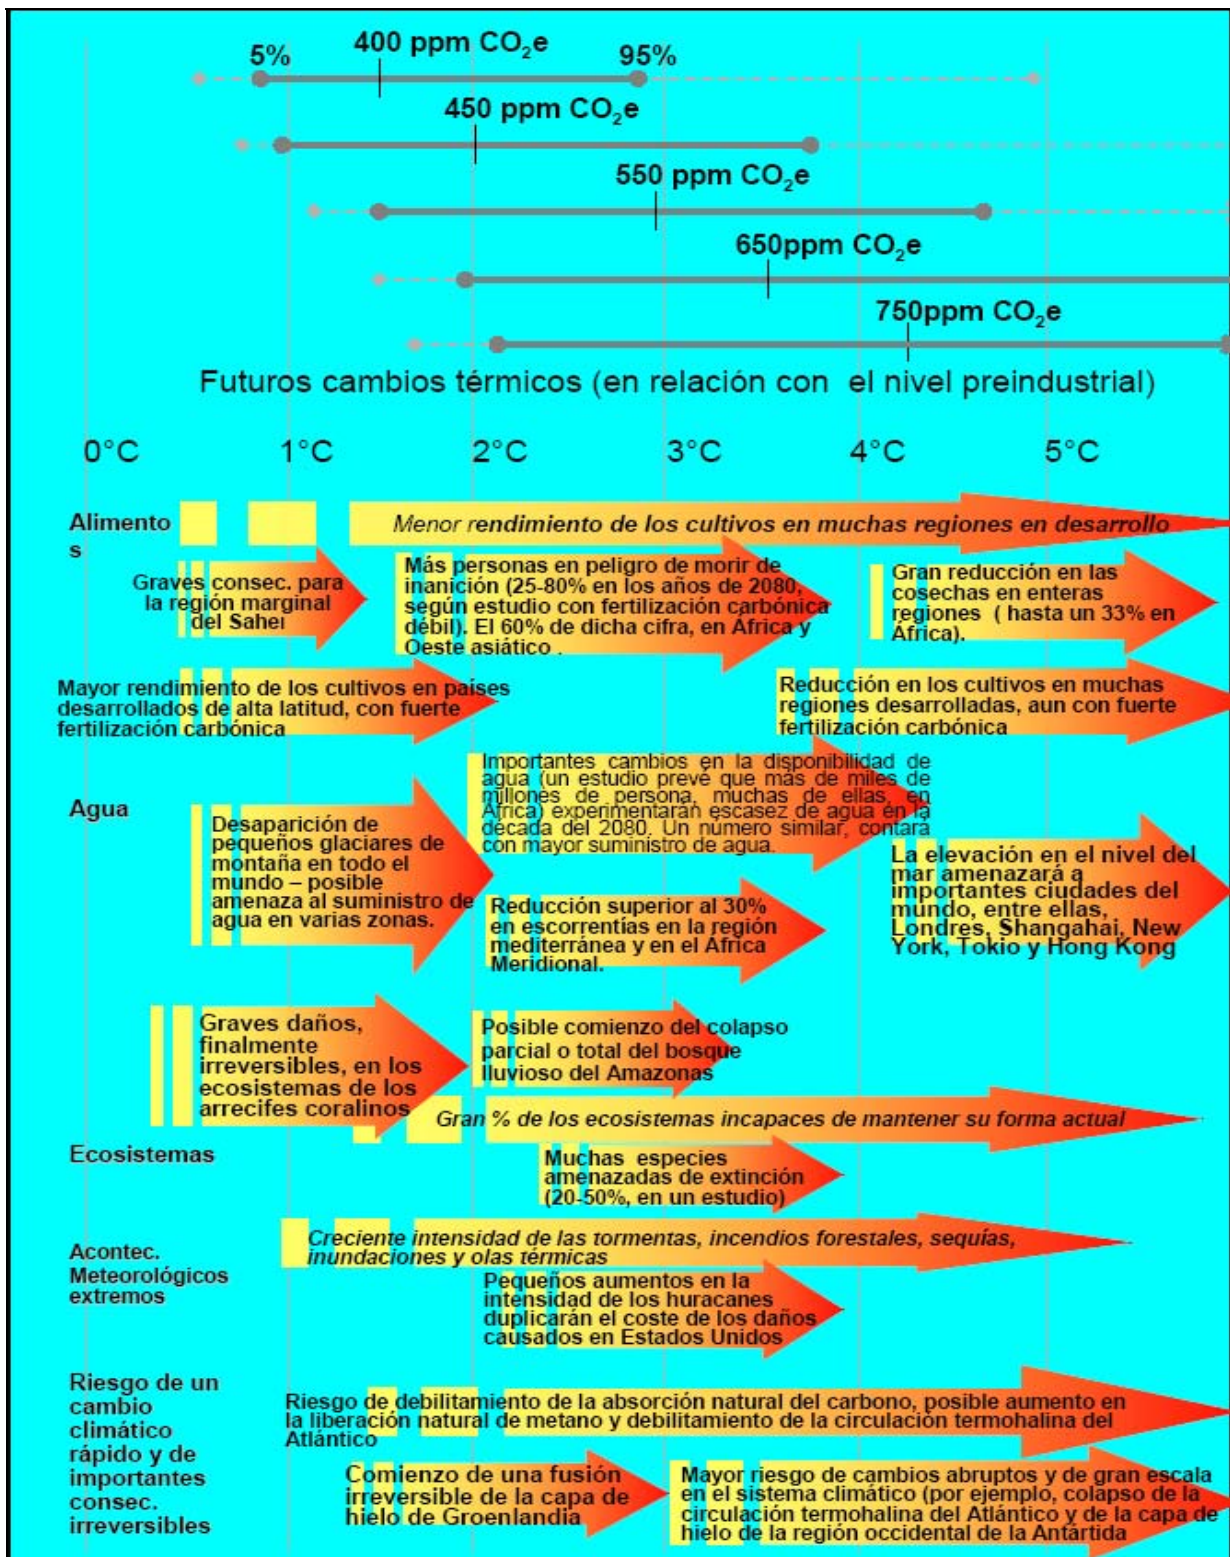 400 ppm CO₂e
5%
95%
450 ppm CO₂e
550 ppm CO₂e
650ppm CO₂e
750ppm CO₂e
Futuros cambios térmicos (en relación con el nivel preindustrial)
0°C 1°C 2°C 3°C 4°C 5°C
Alimento
s
Menor rendimiento de los cultivos en muchas regiones en desarrollo
Graves consec. para
la región marginal
del Sahel
Más personas en peligro de morir de
inanición (25-80% en los años de 2080,
según estudio con fertilización carbónica
débil). El 60% de dicha cifra, en África y
Oeste asiático .
Gran reducción en las
cosechas en enteras
regiones ( hasta un 33% en
África).
Mayor rendimiento de los cultivos en países
desarrollados de alta latitud, con fuerte
fertilización carbónica
Reducción en los cultivos en muchas
regiones desarrolladas, aun con fuerte
fertilización carbónica
Agua
Importantes cambios en la disponibilidad de
agua (un estudio prevé que más de miles de
millones de persona, muchas de ellas, en
África) experimentarán escasez de agua en la
década del 2080. Un número similar, contará
con mayor suministro de agua.
Desaparición de
pequeños glaciares de
montaña en todo el
mundo – posible
amenaza al suministro de
agua en varias zonas.
Reducción superior al 30%
en escorrentías en la región
mediterránea y en el África
Meridional.
La elevación en el nivel del
mar amenazará a
importantes ciudades del
mundo, entre ellas,
Londres, Shangahai, New
York, Tokio y Hong Kong
Graves daños,
finalmente
irreversibles, en los
ecosistemas de los
arrecifes coralinos
Posible comienzo del colapso
parcial o total del bosque
lluvioso del Amazonas
Gran % de los ecosistemas incapaces de mantener su forma actual
Ecosistemas
Muchas especies
amenazadas de extinción
(20-50%, en un estudio)
Acontec.
Meteorológicos
extremos
Creciente intensidad de las tormentas, incendios forestales, sequías,
inundaciones y olas térmicas
Pequeños aumentos en la
intensidad de los huracanes
duplicarán el coste de los daños
causados en Estados Unidos
Riesgo de un
cambio
climático
rápido y de
importantes
consec.
irreversibles
Riesgo de debilitamiento de la absorción natural del carbono, posible aumento en
la liberación natural de metano y debilitamiento de la circulación termohalina del
Atlántico
Comienzo de una fusión
irreversible de la capa de
hielo de Groenlandia
Mayor riesgo de cambios abruptos y de gran escala
en el sistema climático (por ejemplo, colapso de la
circulación termohalina del Atlántico y de la capa de
hielo de la región occidental de la Antártida